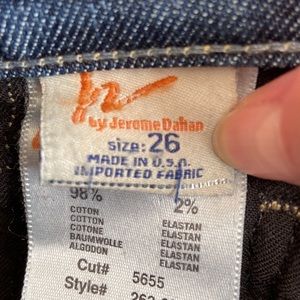 by Jerome Dahan
size: 26
MADE IN U.S.A.
IMPORTED FABRIC
98% 2%
COTON ELASTAN
COTTON ELASTAN
COTONE ELASTAN
BAUMWOLLE ELASTAN
ALGODON ELASTAN
Cut# 5655
Style#